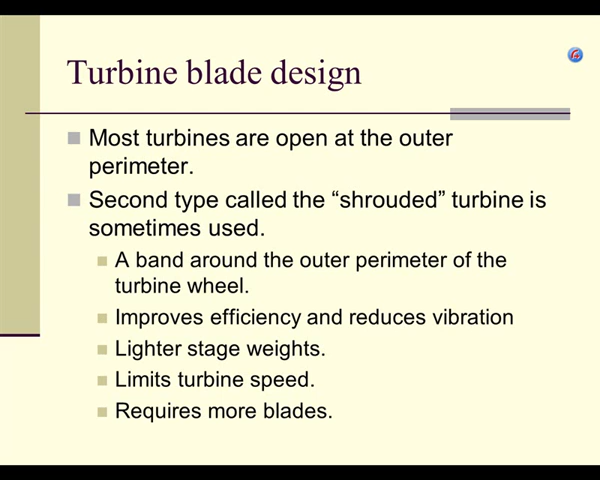 Turbine blade design
Most turbines are open at the outer
perimeter.
Second type called the “shrouded” turbine is
sometimes used.
A band around the outer perimeter of the
turbine wheel.
Improves efficiency and reduces vibration
Lighter stage weights.
Limits turbine speed.
Requires more blades.